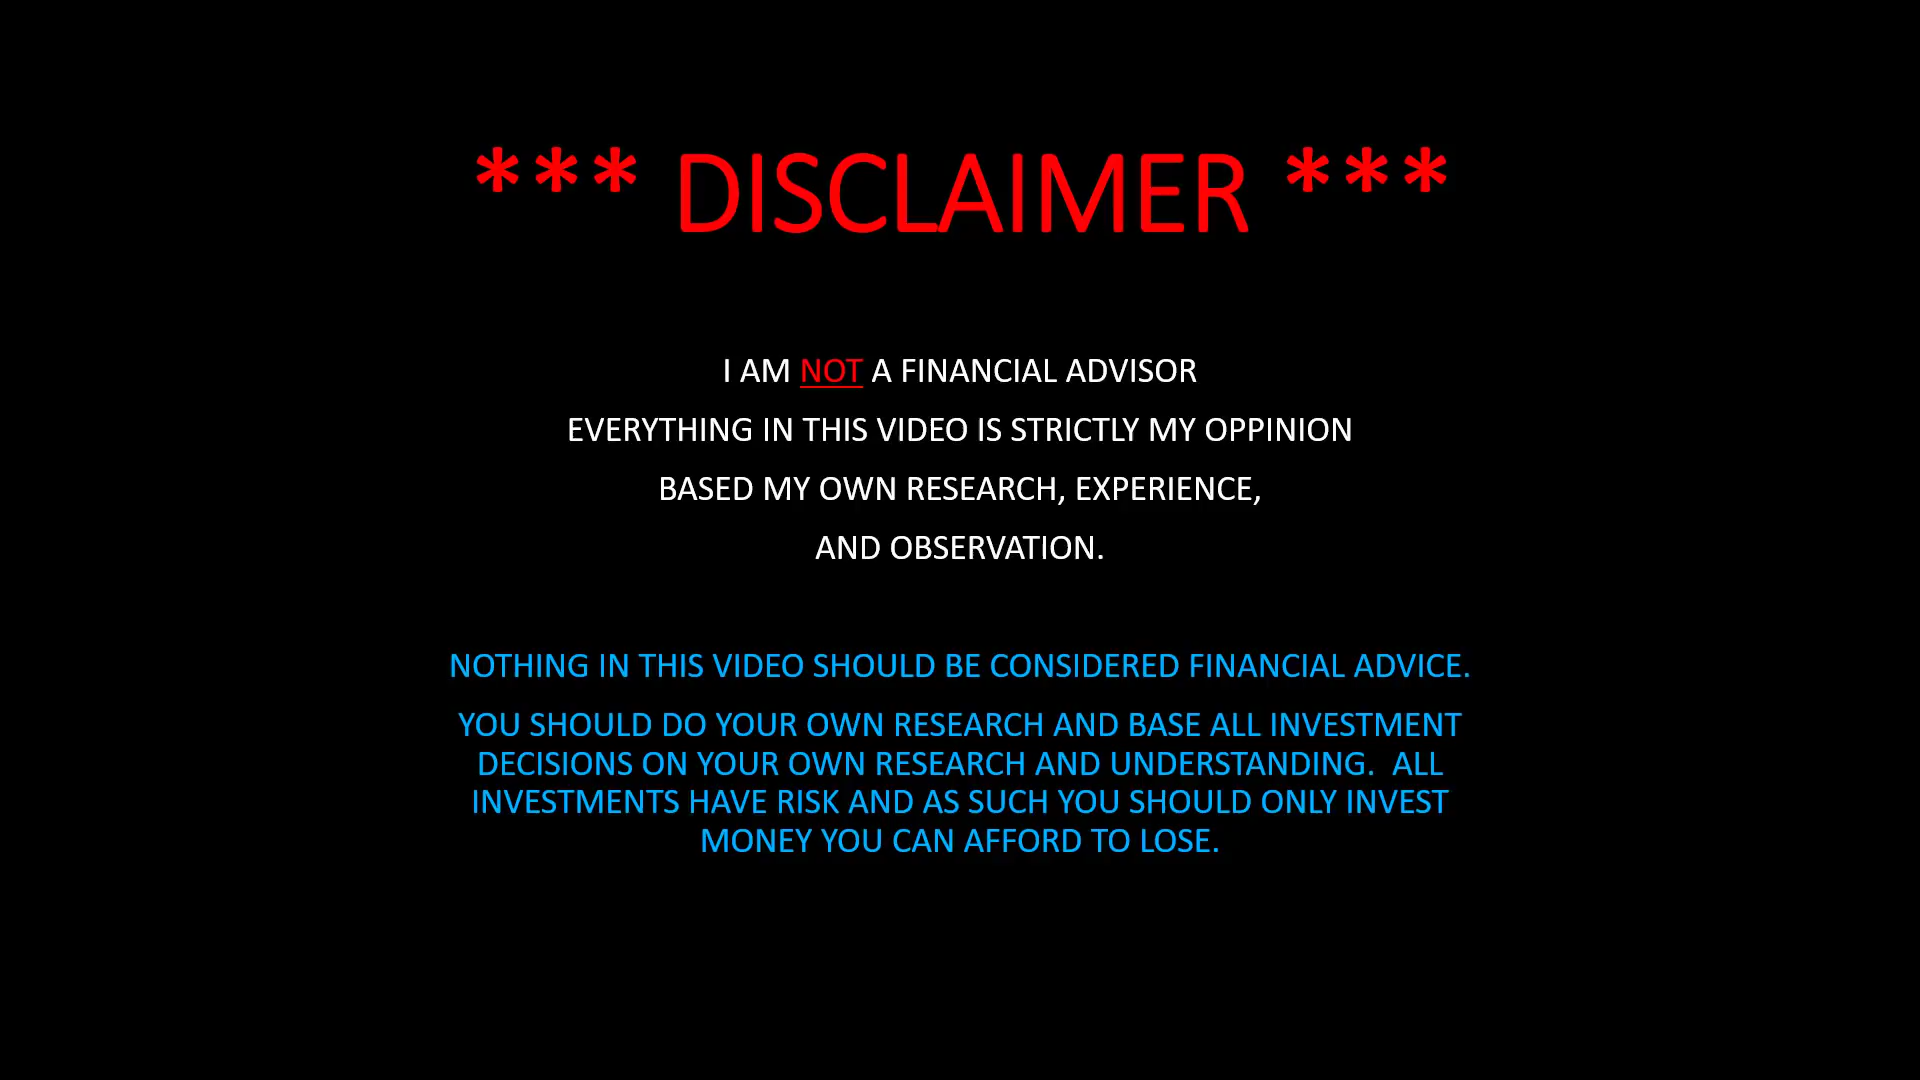 *** DISCLAIMER ***
I AM NOT A FINANCIAL ADVISOR
EVERYTHING IN THIS VIDEO IS STRICTLY MY OPPINION
BASED MY OWN RESEARCH, EXPERIENCE,
AND OBSERVATION.
NOTHING IN THIS VIDEO SHOULD BE CONSIDERED FINANCIAL ADVICE.
YOU SHOULD DO YOUR OWN RESEARCH AND BASE ALL INVESTMENT
DECISIONS ON YOUR OWN RESEARCH AND UNDERSTANDING.  ALL
INVESTMENTS HAVE RISK AND AS SUCH YOU SHOULD ONLY INVEST
MONEY YOU CAN AFFORD TO LOSE.